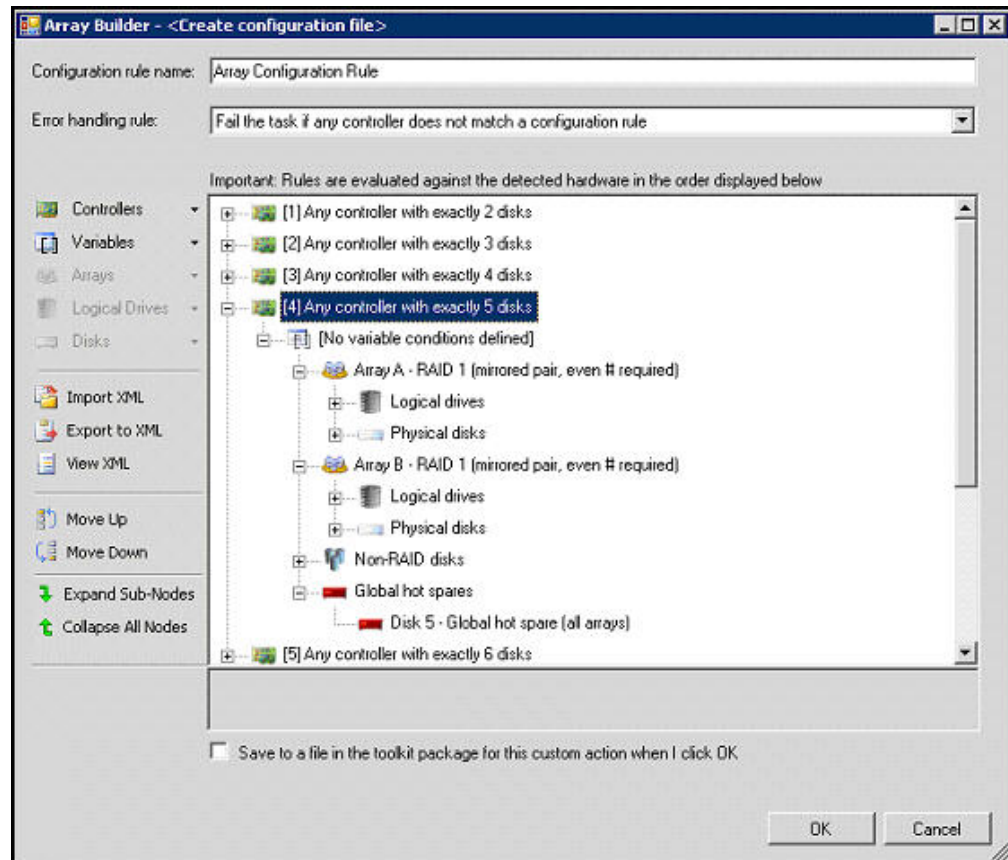 Array Builder - <Create configuration file>
Configuration rule name:
Array Configuration Rule
Error handling rule:
Fail the task if any controller does not match a configuration rule
Important: Rules are evaluated against the detected hardware in the order displayed below
Controllers
Variables
Arrays
Logical Drives
Disks
Import XML
Export to XML
View XML
Move Up
Move Down
Expand Sub-Nodes
Collapse All Nodes
[1] Any controller with exactly 2 disks
[2] Any controller with exactly 3 disks
[3] Any controller with exactly 4 disks
[4] Any controller with exactly 5 disks
[No variable conditions defined]
Array A - RAID 1 (mirrored pair, even # required)
Logical drives
Physical disks
Array B - RAID 1 (mirrored pair, even # required)
Logical drives
Physical disks
Non-RAID disks
Global hot spares
Disk 5 - Global hot spare (all arrays)
[5] Any controller with exactly 6 disks
Save to a file in the toolkit package for this custom action when I click OK
OK
Cancel